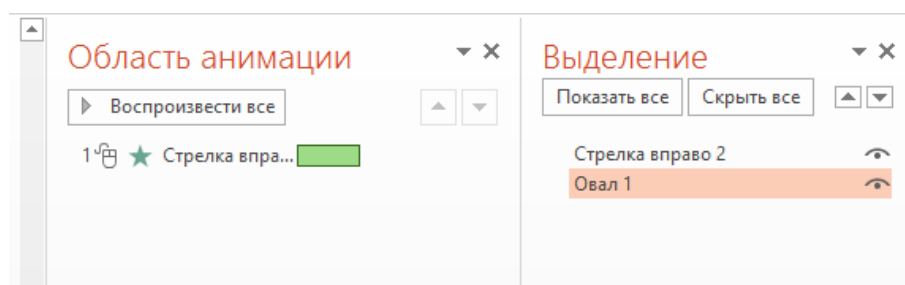 Область анимации
Воспроизвести все
1 Стрелка впра...
Выделение
Показать все Скрыть все
Стрелка вправо 2
Овал 1